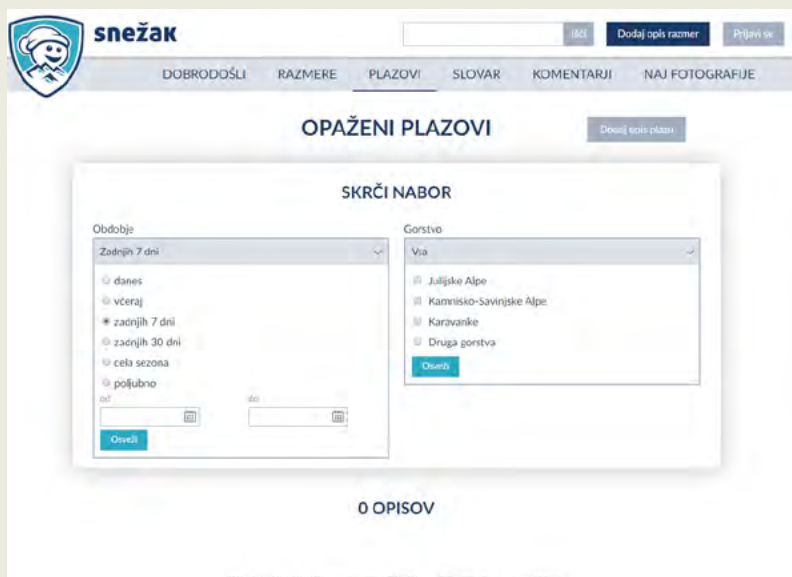 snežak
Išči
Dodaj opis razmer
Prijavi se
DOBRODOŠLI RAZMERE PLAZOVI SLOVAR KOMENTARJI NAJ FOTOGRAFIJE
OPAŽENI PLAZOVI
Dodaj opis plazu
SKRČI NABOR
Obdobje
Zadnjih 7 dni
danes
včeraj
zadnjih 7 dni
zadnjih 30 dni
cela sezona
poljubno
od do
Osveži
Gorstvo
Vsa
Julijske Alpe
Kamnisko-Savinjske Alpe
Karavanke
Druga gorstva
Osveži
0 OPISOV